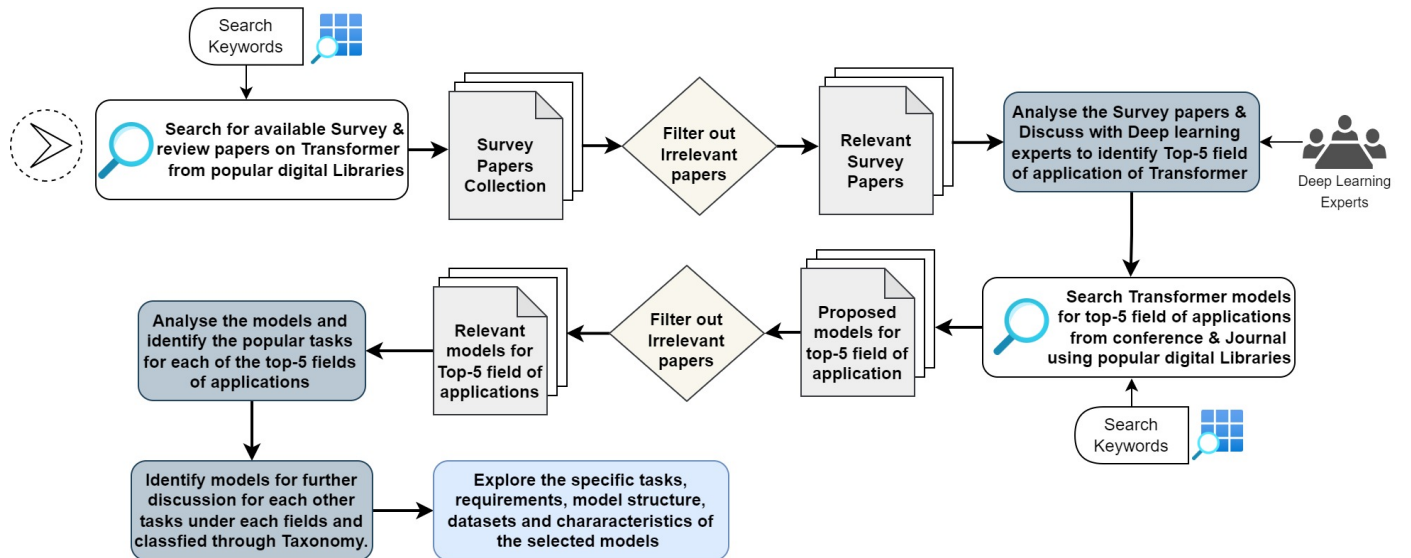 Search
Keywords
Search for available Survey &
review papers on Transformer
from popular digital Libraries
Survey
Papers
Collection
Filter out
Irrelevant
papers
Relevant
Survey
Papers
Analyse the Survey papers &
Discuss with Deep learning
experts to identify Top-5 field
of application of Transformer
Deep Learning
Experts
Search Transformer models
for top-5 field of applications
from conference & Journal
using popular digital Libraries
Search
Keywords
Proposed
models for
top-5 field of
application
Filter out
Irrelevant
papers
Relevant
models for
Top-5 field of
applications
Analyse the models and
identify the popular tasks
for each of the top-5 fields
of applications
Identify models for further
discussion for each other
tasks under each fields and
classfied through Taxonomy.
Explore the specific tasks,
requirements, model structure,
datasets and chararacteristics of
the selected models